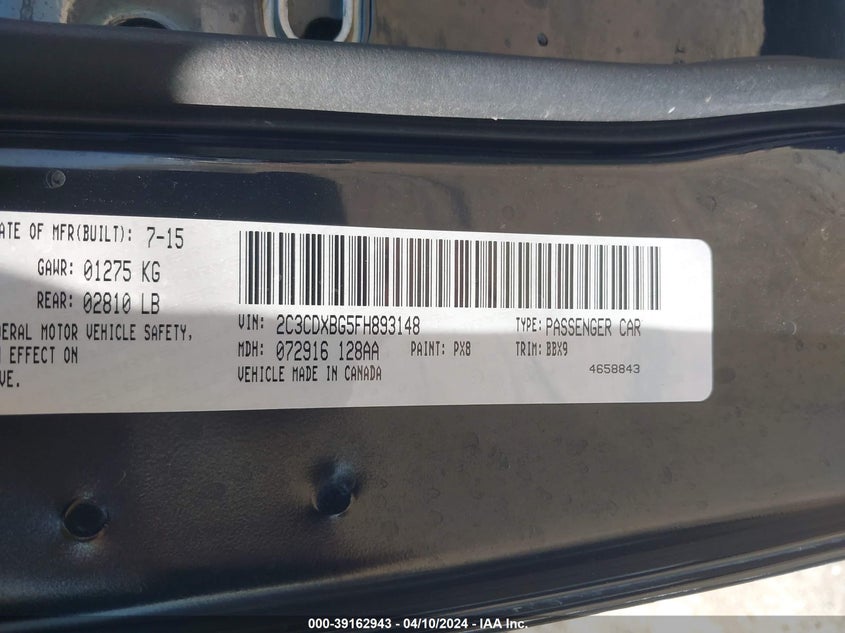 ATE OF MFR(BUILT): 7-15
GAWR: 01275 KG
REAR: 02810 LB
VIN: 2C3CDXBG5FH893148 TYPE: PASSENGER CAR
NERAL MOTOR VEHICLE SAFETY,
MDH: 072916 128AA PAINT: PX8 TRIM: BBX9
N EFFECT ON
VEHICLE MADE IN CANADA 4658843
VE.
000-39162943 - 04/10/2024 - IAA Inc.